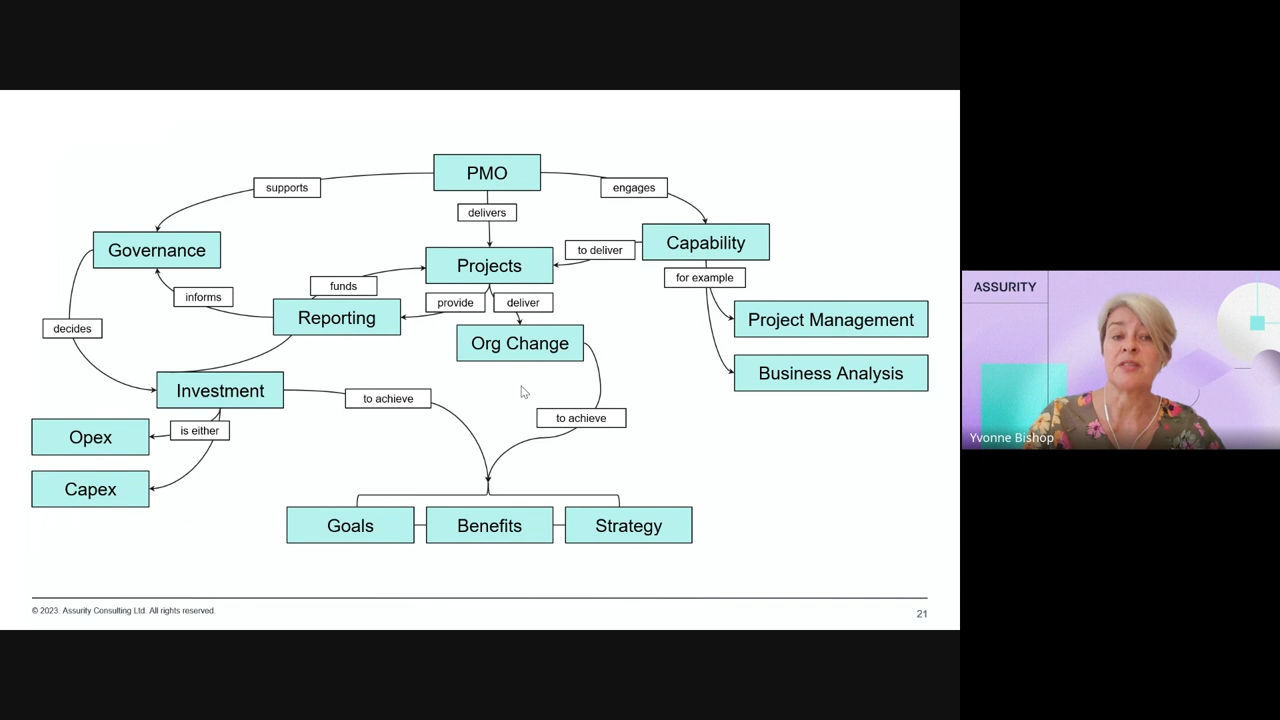 PMO
supports
engages
delivers
Governance
Capability
to deliver
Projects
for example
funds
informs
provide
deliver
Reporting
Project Management
decides
Org Change
Business Analysis
Investment
to achieve
to achieve
is either
Opex
Capex
Goals
Benefits
Strategy
© 2023. Assurity Consulting Ltd. All rights reserved.
21
ASSURITY
Yvonne Bishop